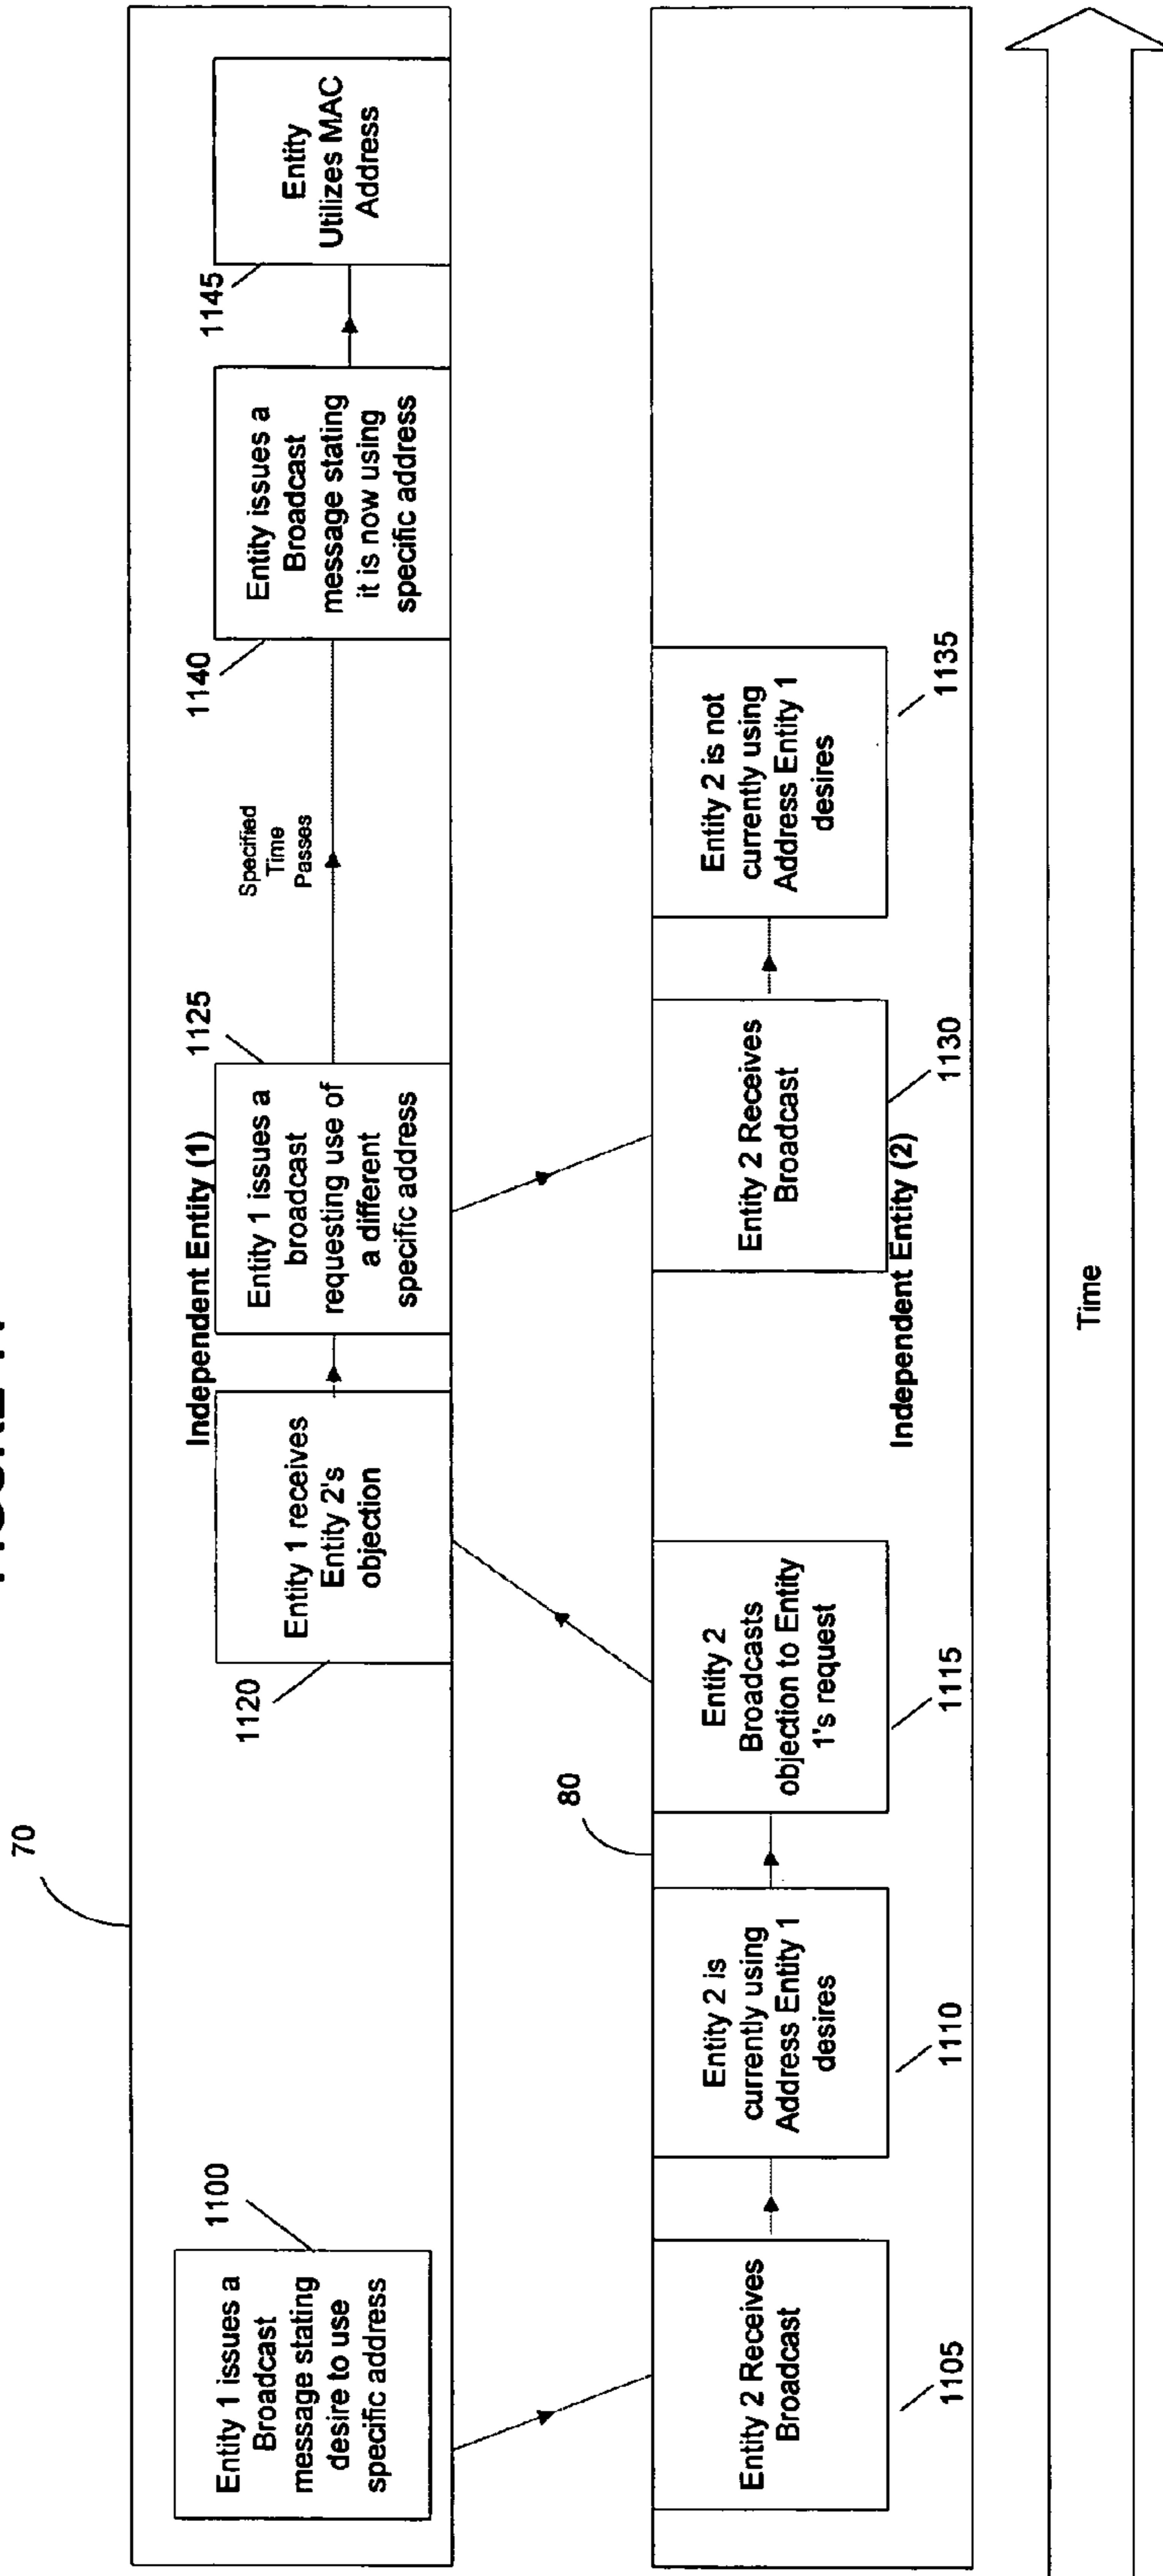 70
Independent Entity (1)
1100
Entity 1 issues a
Broadcast
message stating
desire to use
specific address
1120
Entity 1 receives
Entity 2's
objection
1125
Entity 1 issues a
broadcast
requesting use of
a different
specific address
Specified
Time
Passes
1140
Entity issues a
Broadcast
message stating
it is now using
specific address
1145
Entity
Utilizes MAC
Address
80
Entity 2 Receives
Broadcast
1105
Entity 2 is
currently using
Address Entity 1
desires
1110
Entity 2
Broadcasts
objection to Entity
1's request
1115
Entity 2 Receives
Broadcast
1130
Entity 2 is not
currently using
Address Entity 1
desires
1135
Independent Entity (2)
Time